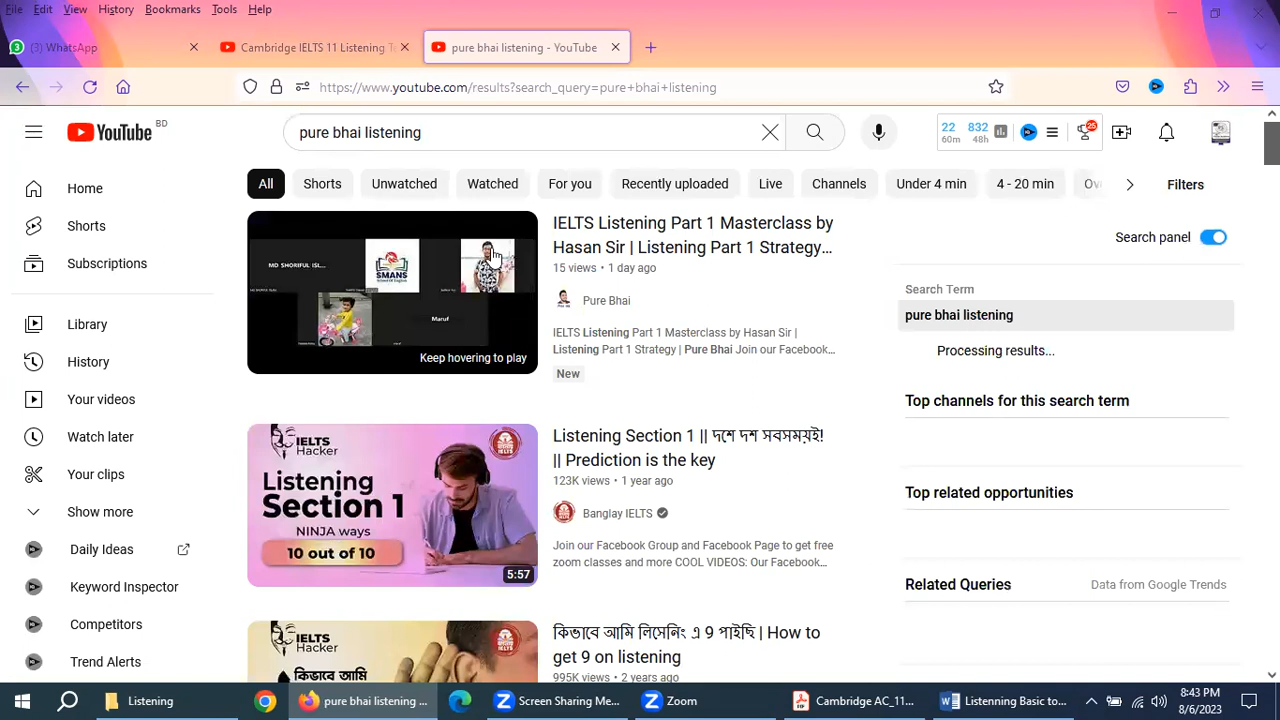 File Edit View History Bookmarks Tools Help
(3) WhatsApp
Cambridge IELTS 11 Listening T
pure bhai listening - YouTube
https://www.youtube.com/results?search_query=pure+bhai+listening
YouTube BD
pure bhai listening
22 60m 832 48h 25
All Shorts Unwatched Watched For you Recently uploaded Live Channels Under 4 min 4 - 20 min Filters
Home
Shorts
Subscriptions
Library
History
Your videos
Watch later
Your clips
Show more
Daily Ideas
Keyword Inspector
Competitors
Trend Alerts
MD SHORIFUL ISL...
SMANS
Maruf
Keep hovering to play
IELTS Listening Part 1 Masterclass by
Hasan Sir | Listening Part 1 Strategy...
15 views • 1 day ago
Pure Bhai
IELTS Listening Part 1 Masterclass by Hasan Sir |
Listening Part 1 Strategy | Pure Bhai Join our Facebook...
New
IELTS
Hacker
Listening
Section 1
NINJA ways
10 out of 10
5:57
Listening Section 1 || দশে দশ সবসময়ই!
|| Prediction is the key
123K views • 1 year ago
Banglay IELTS
Join our Facebook Group and Facebook Page to get free
zoom classes and more COOL VIDEOS: Our Facebook...
IELTS
Hacker
কিভাবে আমি
কিভাবে আমি লিসেনিং এ 9 পাইছি | How to
get 9 on listening
995K views • 2 years ago
Search panel
Search Term
pure bhai listening
Processing results...
Top channels for this search term
Top related opportunities
Related Queries Data from Google Trends
Listening
pure bhai listening ...
Screen Sharing Me...
Zoom
Cambridge AC_11...
Listenning Basic to...
8:43 PM
8/6/2023